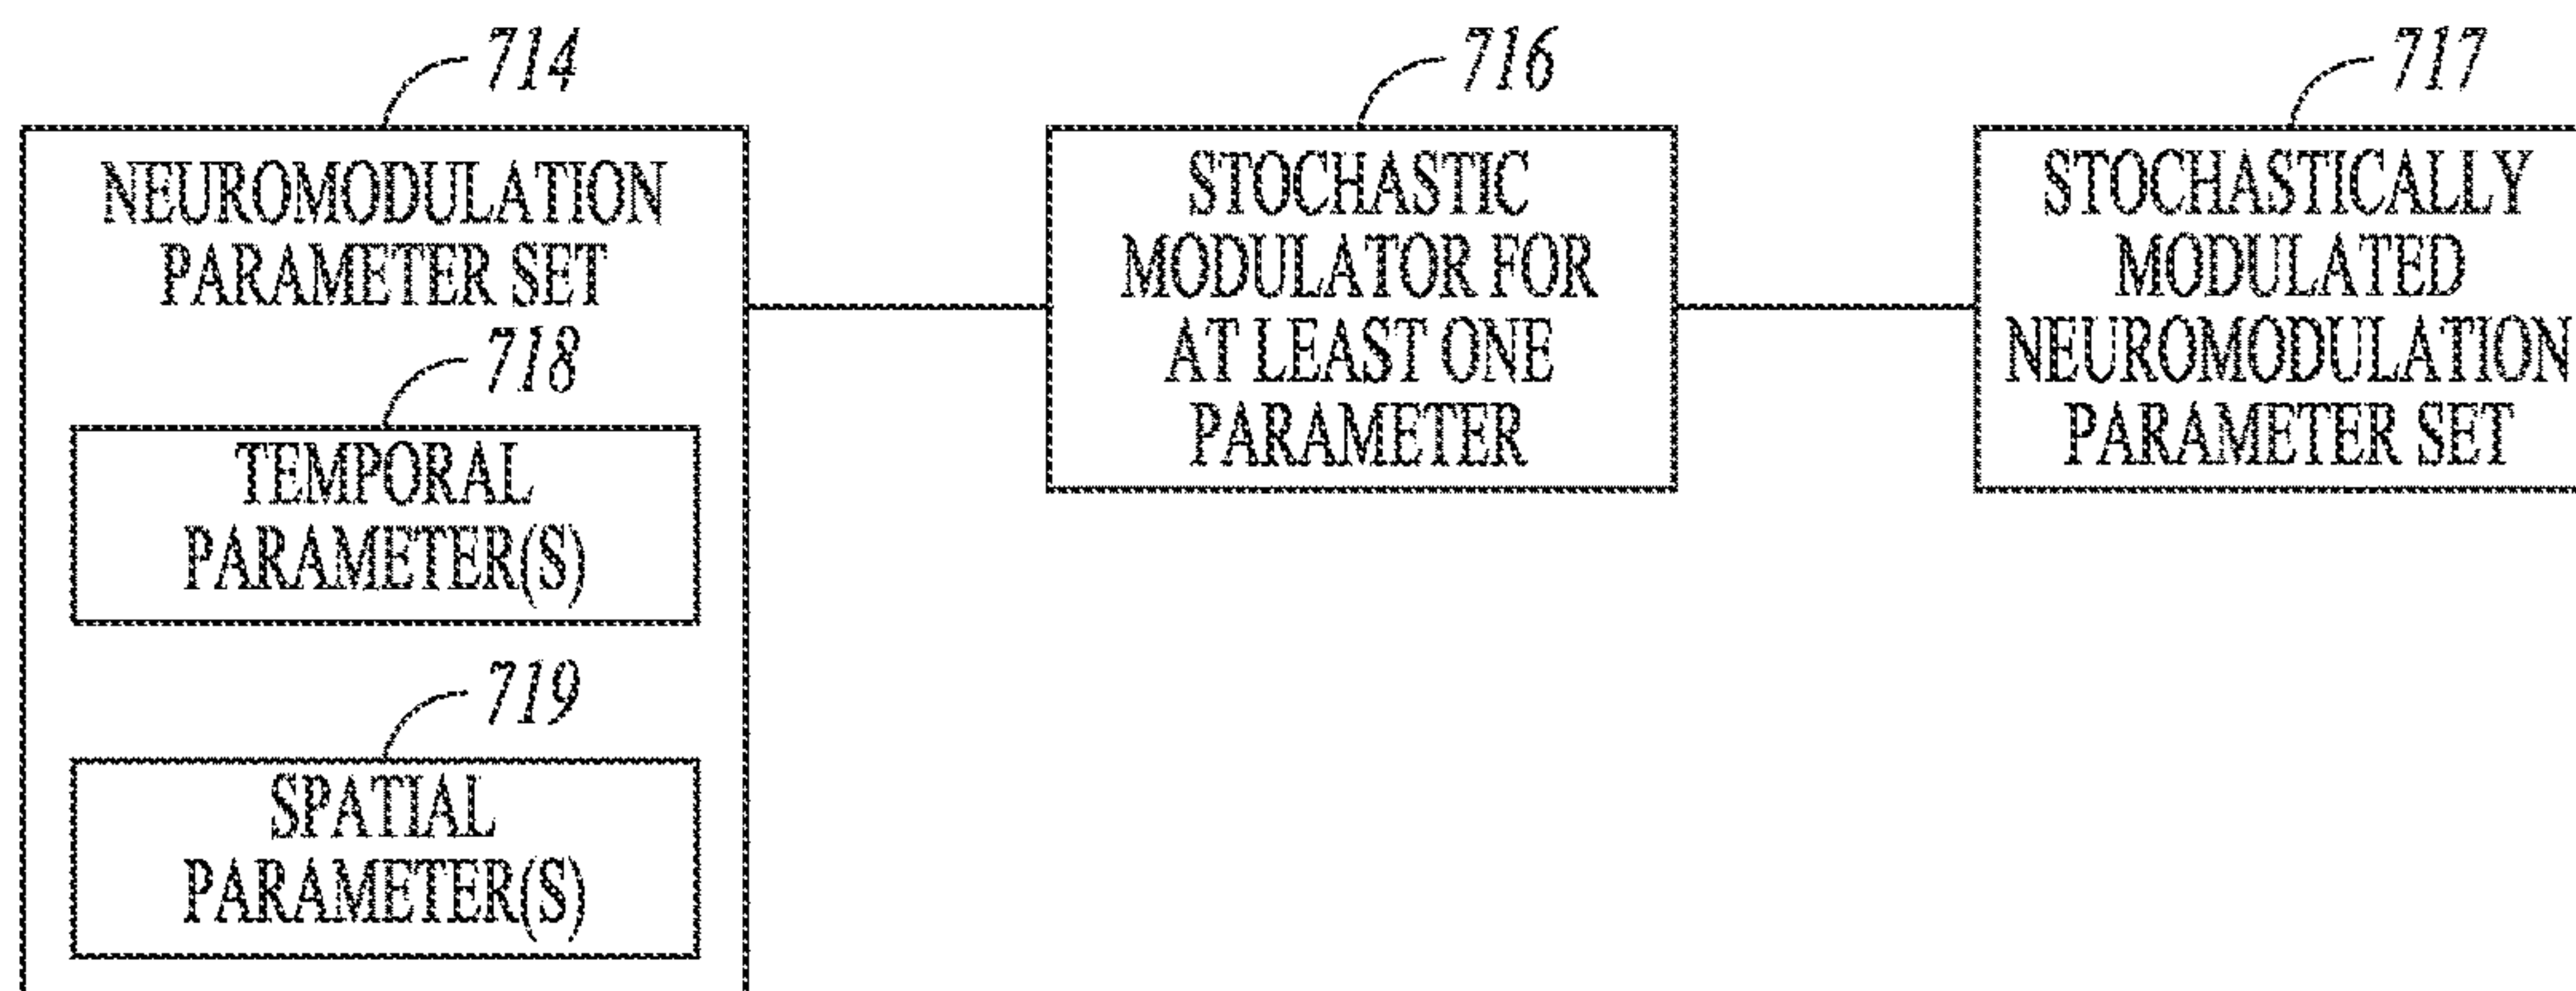 714
NEUROMODULATION
PARAMETER SET
718
TEMPORAL
PARAMETER(S)
719
SPATIAL
PARAMETER(S)
716
STOCHASTIC
MODULATOR FOR
AT LEAST ONE
PARAMETER
717
STOCHASTICALLY
MODULATED
NEUROMODULATION
PARAMETER SET